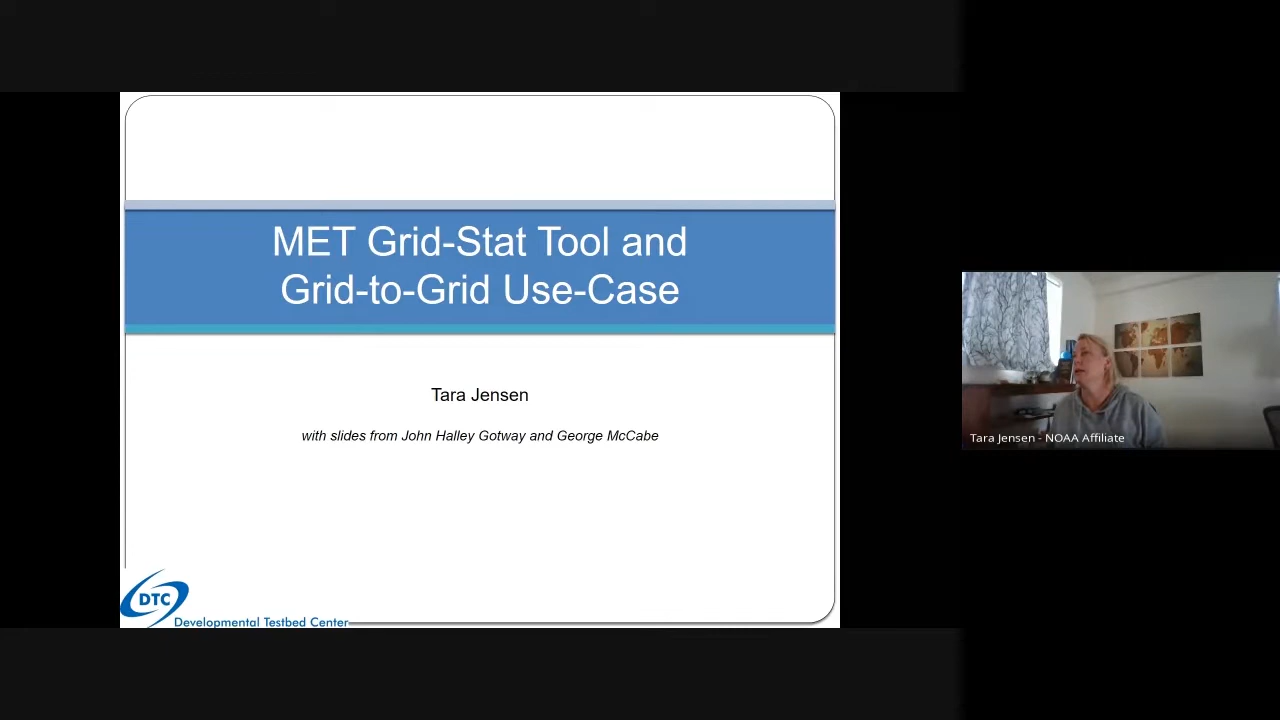 MET Grid-Stat Tool and
Grid-to-Grid Use-Case
Tara Jensen
with slides from John Halley Gotway and George McCabe
DTC
Developmental Testbed Center
Tara Jensen - NOAA Affiliate